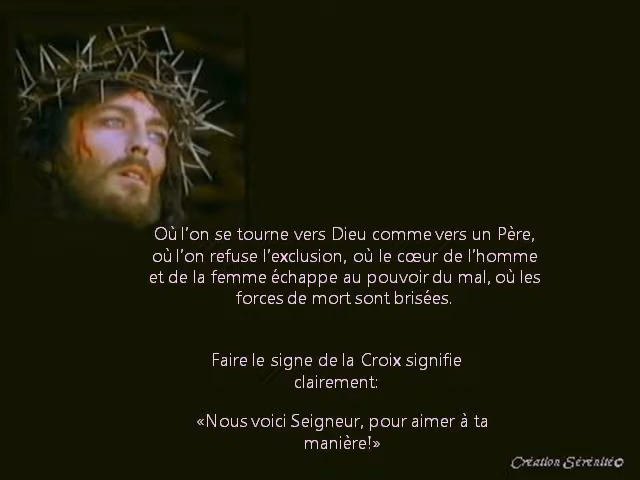 Où l'on se tourne vers Dieu comme vers un Père,
où l'on refuse l'exclusion, où le cœur de l'homme
et de la femme échappe au pouvoir du mal, où les
forces de mort sont brisées.
Faire le signe de la Croix signifie
clairement:
«Nous voici Seigneur, pour aimer à ta
manière!»
Création Sérénité©